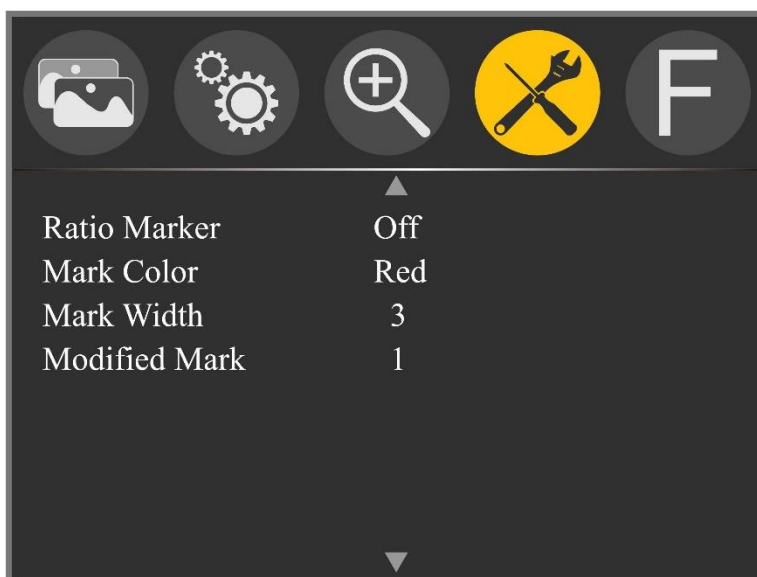 F
Ratio Marker Off
Mark Color Red
Mark Width 3
Modified Mark 1